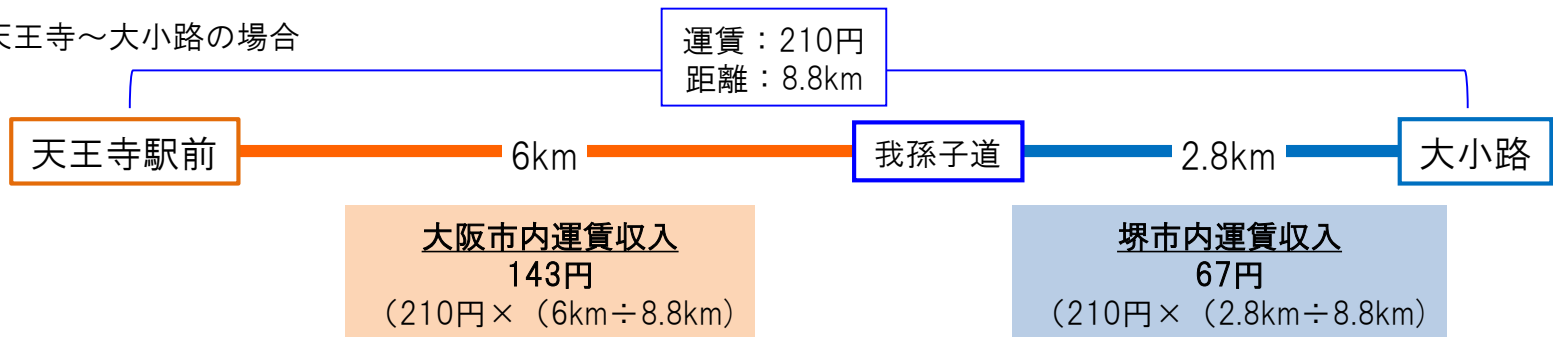 天王寺~大小路の場合
運賃:210円
距離:8.8km
天王寺駅前
6km
我孫子道
2.8km
大小路
大阪市内運賃収入
143円
(210円×(6km÷8.8km)
堺市内運賃収入
67円
(210円×(2.8km÷8.8km)